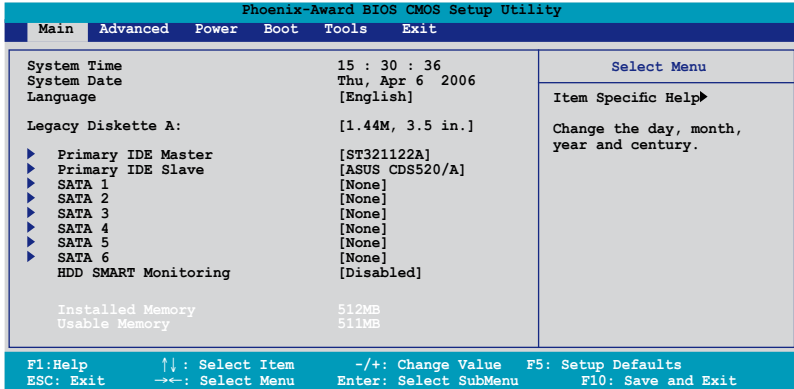 Phoenix-Award BIOS CMOS Setup Utility
Main Advanced Power Boot Tools Exit
System Time 15 : 30 : 36
System Date Thu, Apr 6 2006
Language [English]
Legacy Diskette A: [1.44M, 3.5 in.]
Primary IDE Master [ST321122A]
Primary IDE Slave [ASUS CDS520/A]
SATA 1 [None]
SATA 2 [None]
SATA 3 [None]
SATA 4 [None]
SATA 5 [None]
SATA 6 [None]
HDD SMART Monitoring [Disabled]
Installed Memory 512MB
Usable Memory 511MB
Select Menu
Item Specific Help
Change the day, month,
year and century.
F1:Help ↑↓: Select Item -/+: Change Value F5: Setup Defaults
ESC: Exit →←: Select Menu Enter: Select SubMenu F10: Save and Exit